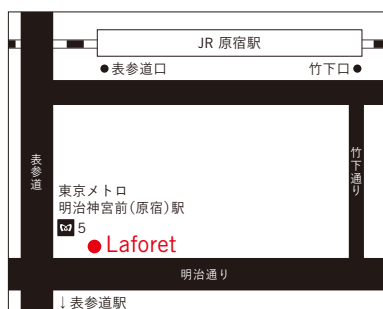 JR 原宿駅
●表参道口
竹下口●
表参道
竹下通り
東京メトロ
明治神宮前(原宿)駅
5
Laforet
明治通り
↓表参道駅